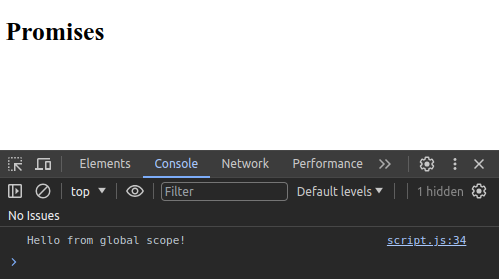 Promises
Elements Console Network Performance
top Filter Default levels 1 hidden
No Issues
Hello from global scope! script.js:34